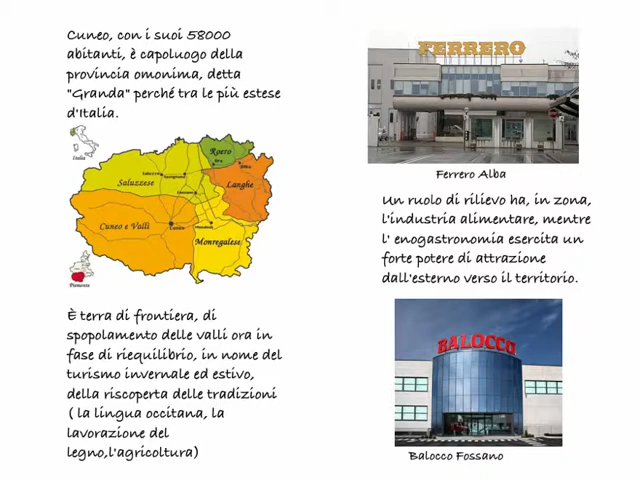 Cuneo, con i suoi 58000
abitanti, è capoluogo della
provincia omonima, detta
"Granda" perché tra le più estese
d'Italia.
Italia
Roero
Bra
Alba
Saluzzese
Langhe
Cuneo e Valli
Cuneo
Monregalese
Piemonte
È terra di frontiera, di
spopolamento delle valli ora in
fase di riequilibrio, in nome del
turismo invernale ed estivo,
della riscoperta delle tradizioni
( la lingua occitana, la
lavorazione del
legno,l'agricoltura)
FERRERO
Ferrero Alba
Un ruolo di rilievo ha, in zona,
l'industria alimentare, mentre
l' enogastronomia esercita un
forte potere di attrazione
dall'esterno verso il territorio.
BALOCCO
Balocco Fossano